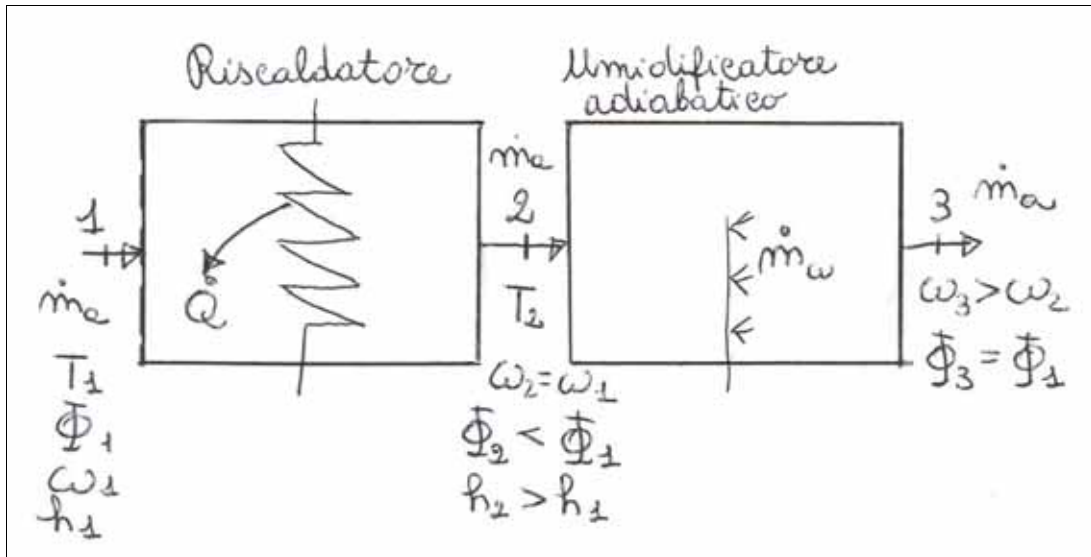 Riscaldatore
Umidificatore
adiabatico
1
ṁa
T1
Φ1
ω1
h1
Q̇
ṁa
2
T2
ω2=ω1
Φ2 < Φ1
h2 > h1
ṁω
3
ṁa
ω3>ω2
Φ3 = Φ1